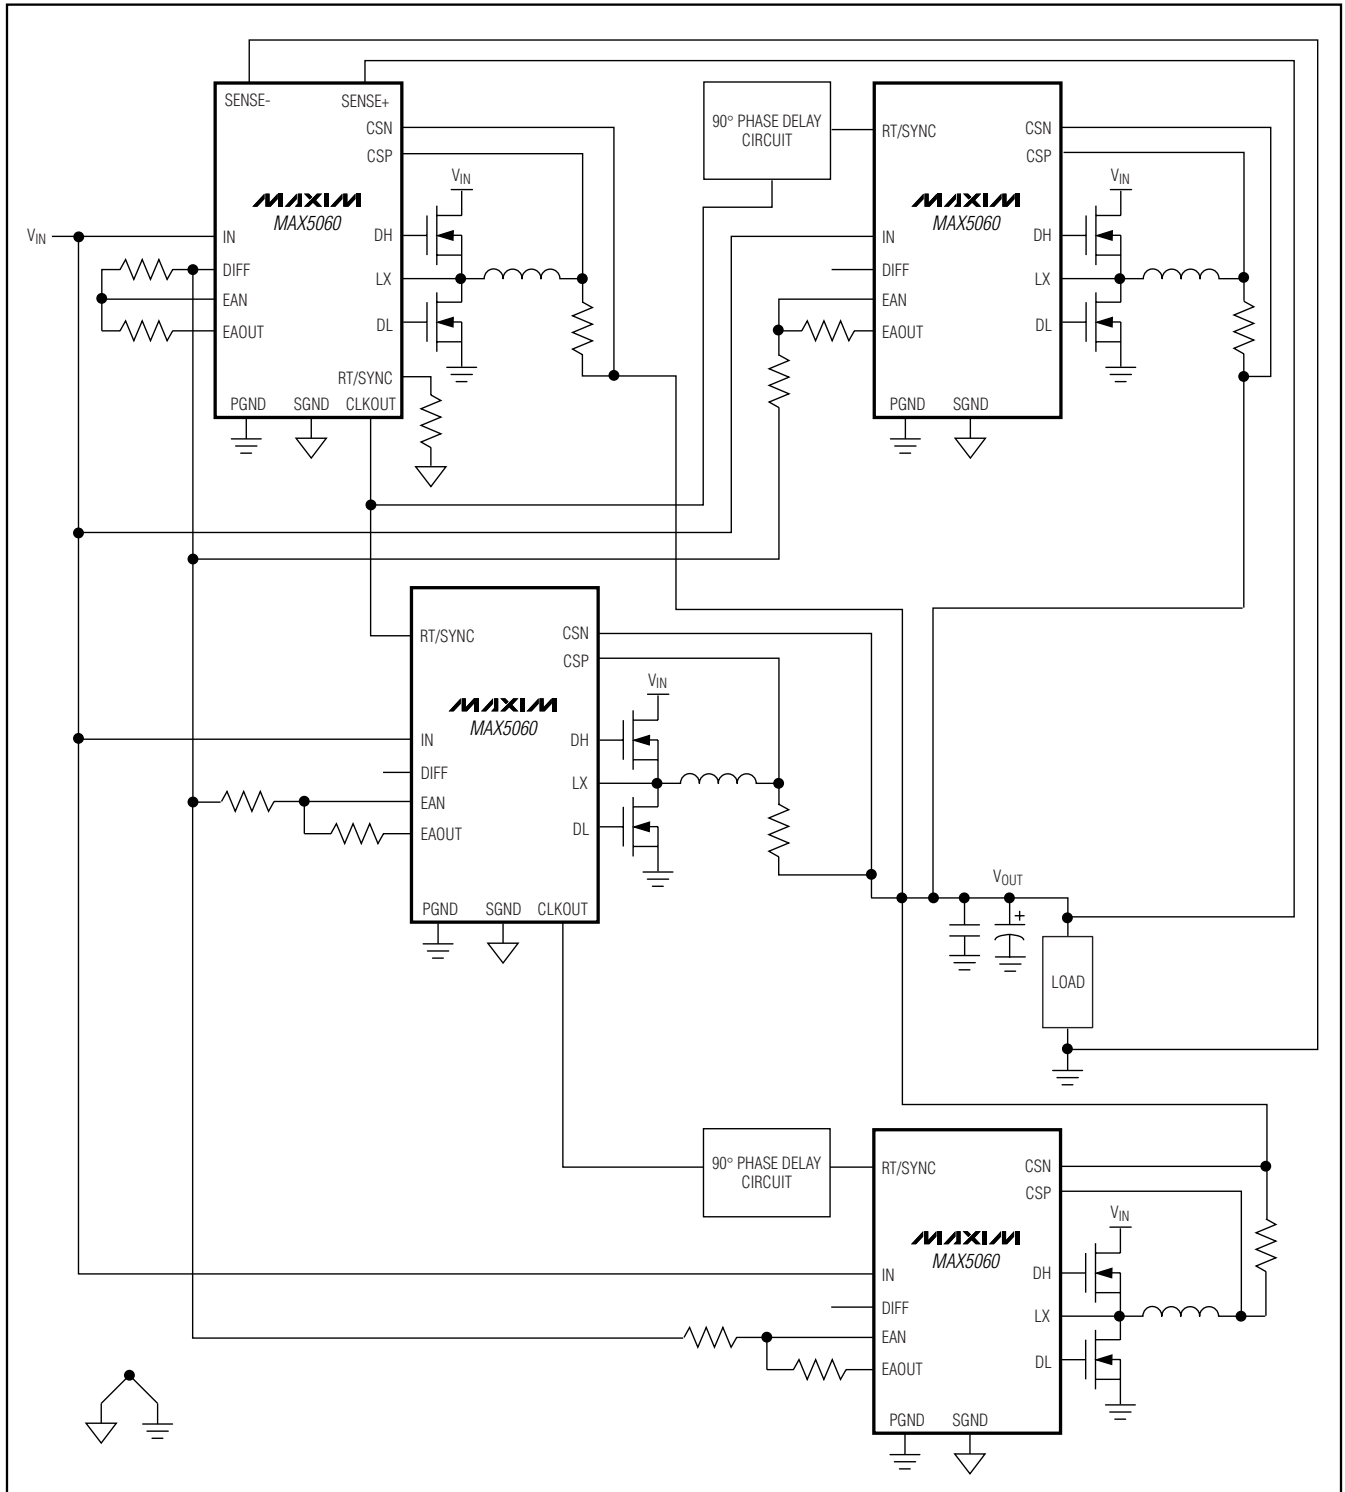 SENSE-
SENSE+
CSN
CSP
MAXIM
MAX5060
VIN
IN
DIFF
EAN
EAOUT
DH
LX
DL
RT/SYNC
PGND
SGND
CLKOUT
VIN
90° PHASE DELAY
CIRCUIT
RT/SYNC
CSN
CSP
MAXIM
MAX5060
IN
DIFF
EAN
EAOUT
DH
LX
DL
PGND
SGND
VIN
RT/SYNC
CSN
CSP
MAXIM
MAX5060
IN
DIFF
EAN
EAOUT
DH
LX
DL
PGND
SGND
CLKOUT
VIN
VOUT
+
LOAD
90° PHASE DELAY
CIRCUIT
RT/SYNC
CSN
CSP
MAXIM
MAX5060
IN
DIFF
EAN
EAOUT
DH
LX
DL
PGND
SGND
VIN